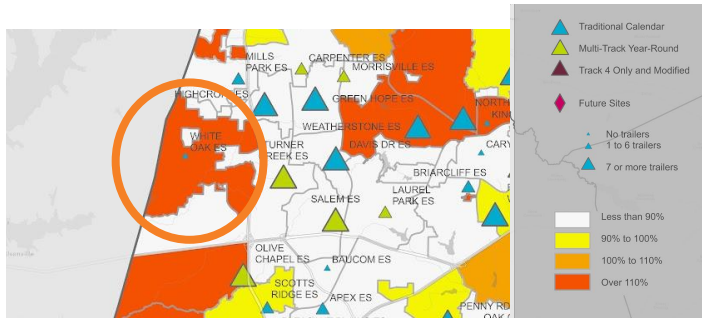 MILLS
PARK ES
CARPENTER ES
MORRISVILLE ES
HIGHCRO
ES
GREEN HOPE ES
NORTH
KIN
WHITE
OAK ES
TURNER
CREEK ES
WEATHERSTONE ES
DAVIS DR ES
CARY
BRIARCLIFF ES
LAUREL
PARK ES
SALEM ES
OLIVE
CHAPEL ES
BAUCOM ES
SCOTTS
RIDGE ES
APEX ES
PENNY RD
OAK
Traditional Calendar
Multi-Track Year-Round
Track 4 Only and Modified
Future Sites
No trailers
1 to 6 trailers
7 or more trailers
Less than 90%
90% to 100%
100% to 110%
Over 110%